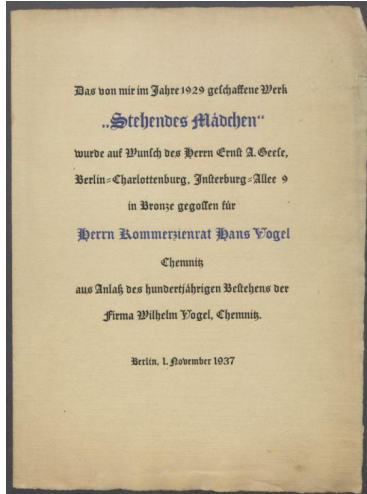 Das von mir im Jahre 1929 geschaffene Werk
„Stehendes Mädchen“
wurde auf Wunsch des Herrn Ernst A. Geese,
Berlin-Charlottenburg, Insterburg-Allee 9
in Bronze gegossen für
Herrn Kommerzienrat Hans Vogel
Chemnitz
aus Anlaß des hundertjährigen Bestehens der
Firma Wilhelm Vogel, Chemnitz.
Berlin, 1. November 1937